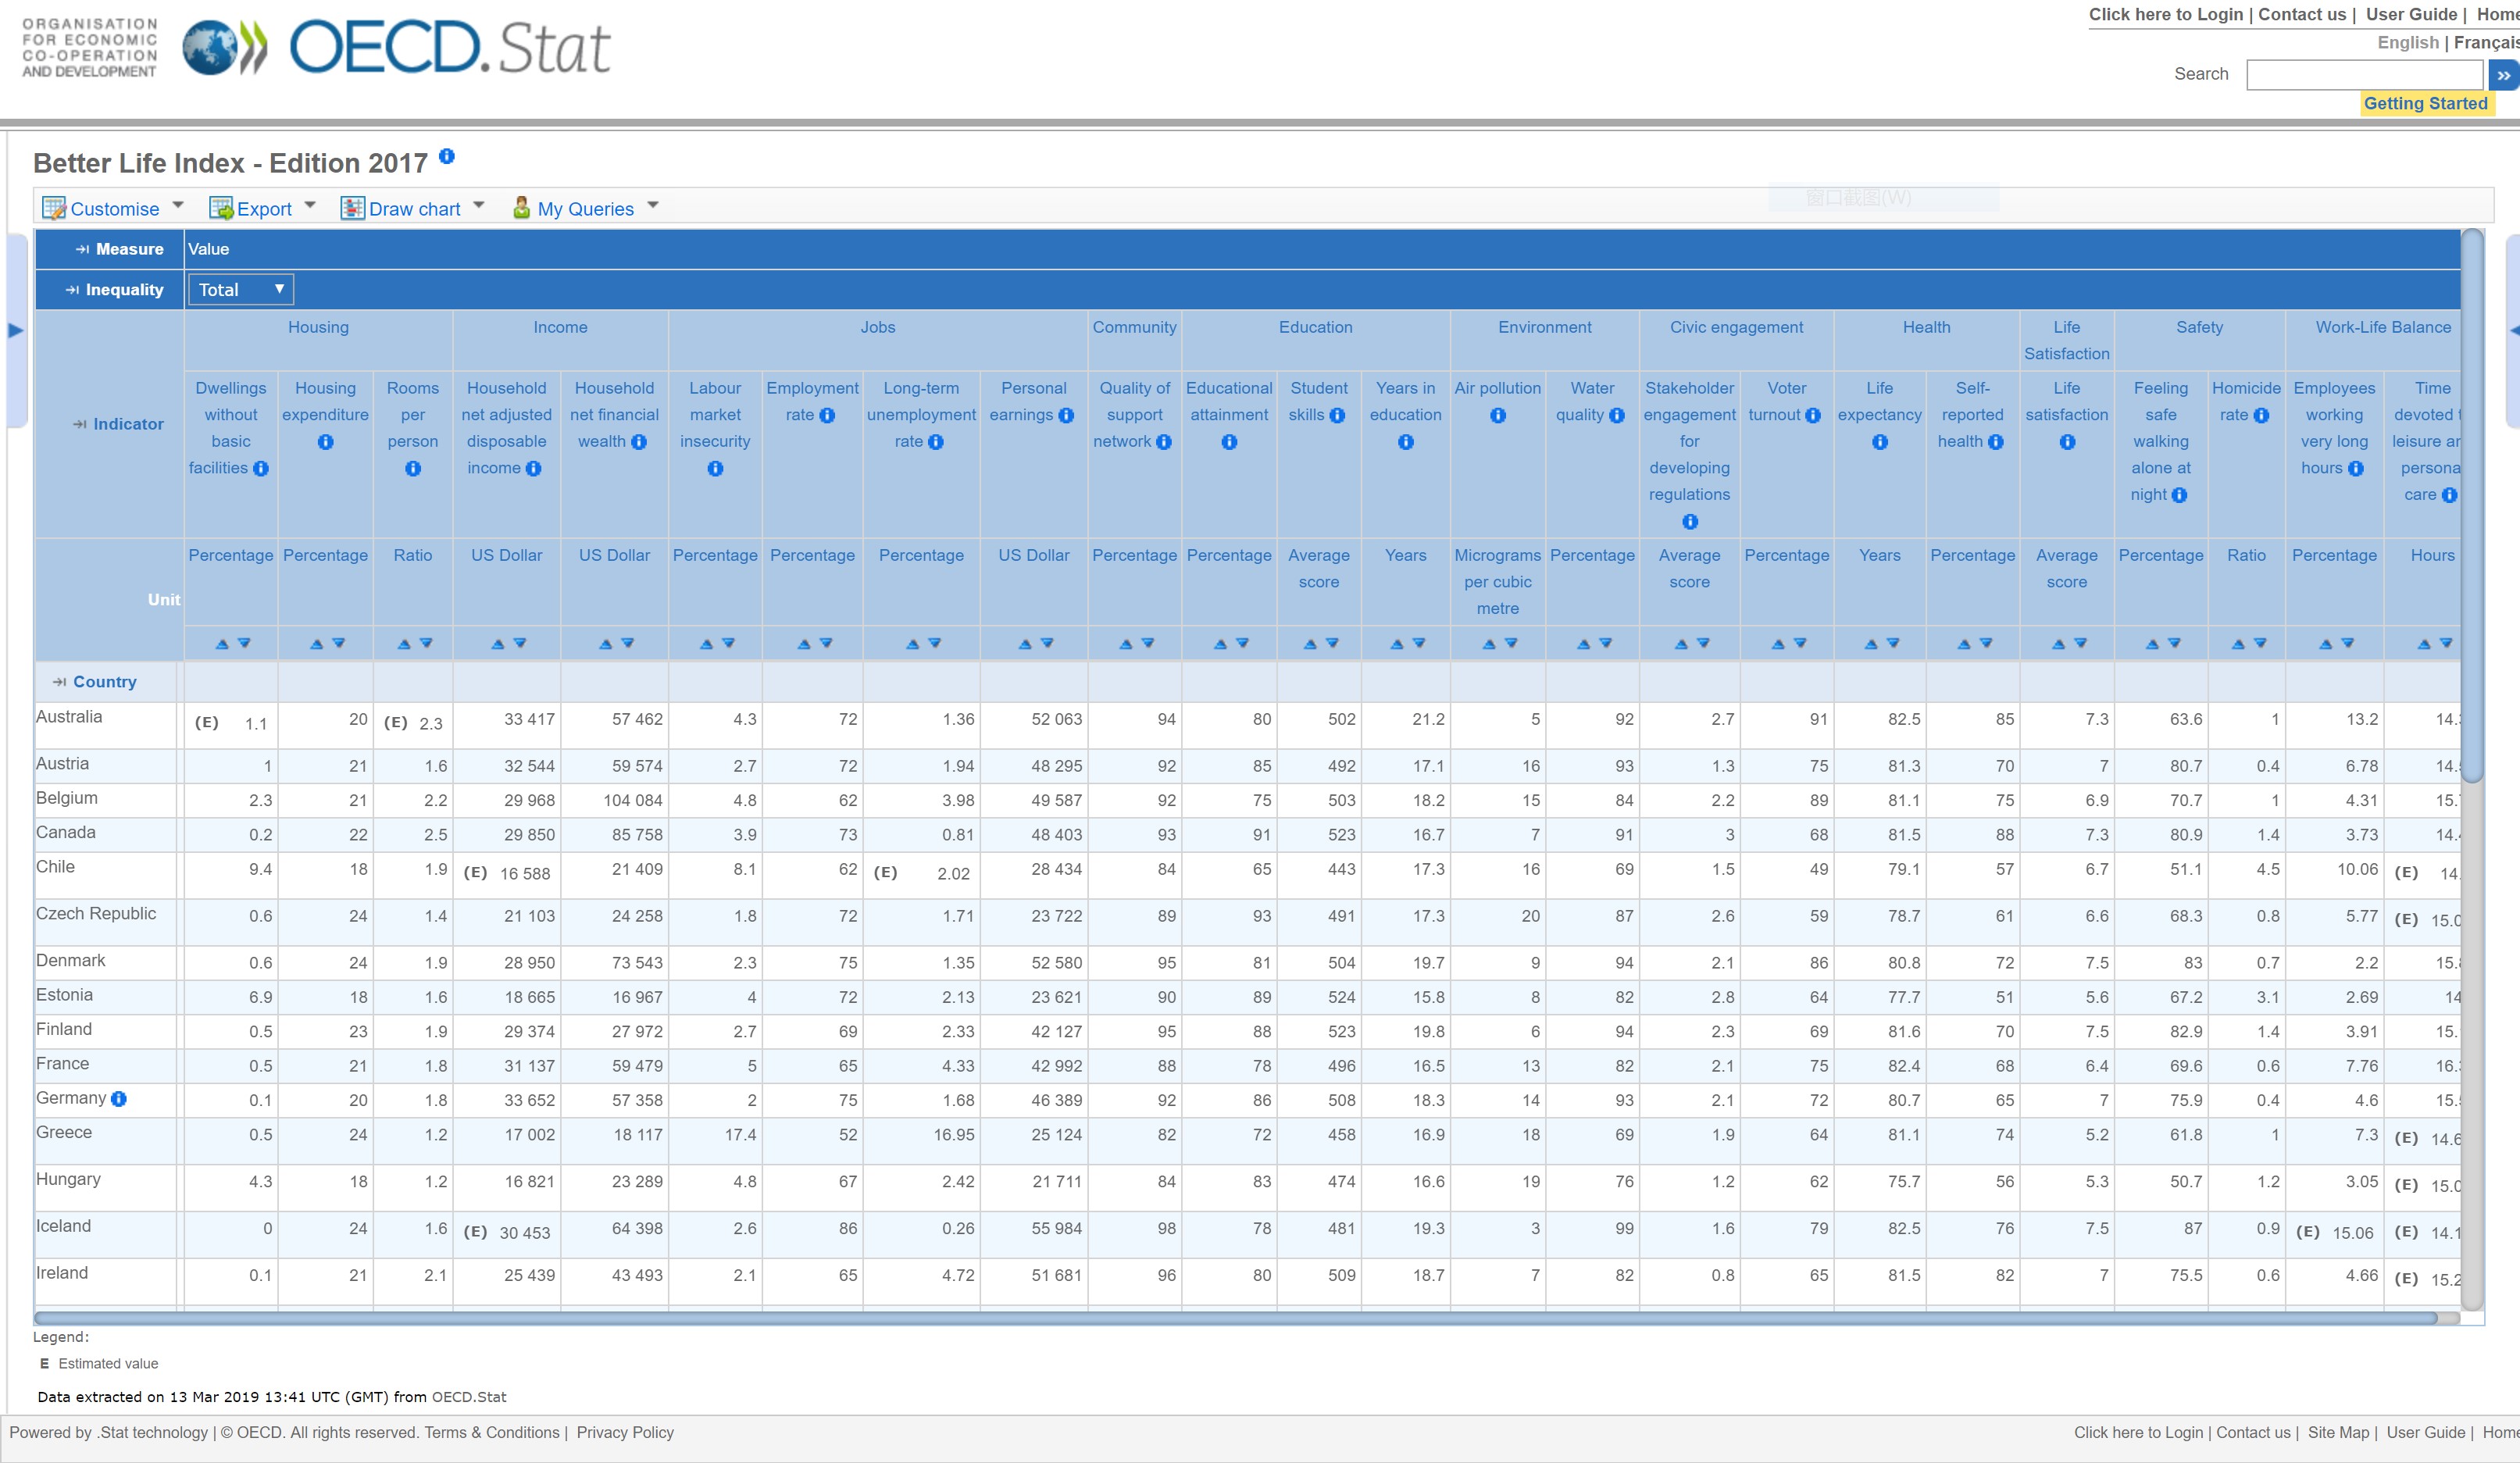 ORGANISATION
FOR ECONOMIC
CO-OPERATION
AND DEVELOPMENT
OECD.Stat
Click here to Login | Contact us | User Guide | Home
English | Français
Search
»
Getting Started
Better Life Index - Edition 2017
Customise Export Draw chart My Queries
窗口截图(W)
Measure Value
Inequality Total
Housing Income Jobs Community Education Environment Civic engagement Health Life Satisfaction Safety Work-Life Balance
Indicator Dwellings without basic facilities Housing expenditure Rooms per person Household net adjusted disposable income Household net financial wealth Labour market insecurity Employment rate Long-term unemployment rate Personal earnings Quality of support network Educational attainment Student skills Years in education Air pollution Water quality Stakeholder engagement for developing regulations Voter turnout Life expectancy Self-reported health Life satisfaction Feeling safe walking alone at night Homicide rate Employees working very long hours Time devoted leisure persona care
Unit Percentage Percentage Ratio US Dollar US Dollar Percentage Percentage Percentage US Dollar Percentage Percentage Average score Years Micrograms per cubic metre Percentage Average score Percentage Years Percentage Average score Percentage Ratio Percentage Hours
Country
Australia (E) 1.1 20 (E) 2.3 33 417 57 462 4.3 72 1.36 52 063 94 80 502 21.2 5 92 2.7 91 82.5 85 7.3 63.6 1 13.2 14.
Austria 1 21 1.6 32 544 59 574 2.7 72 1.94 48 295 92 85 492 17.1 16 93 1.3 75 81.3 70 7 80.7 0.4 6.78 14.
Belgium 2.3 21 2.2 29 968 104 084 4.8 62 3.98 49 587 92 75 503 18.2 15 84 2.2 89 81.1 75 6.9 70.7 1 4.31 15.
Canada 0.2 22 2.5 29 850 85 758 3.9 73 0.81 48 403 93 91 523 16.7 7 91 3 68 81.5 88 7.3 80.9 1.4 3.73 14.
Chile 9.4 18 1.9 (E) 16 588 21 409 8.1 62 (E) 2.02 28 434 84 65 443 17.3 16 69 1.5 49 79.1 57 6.7 51.1 4.5 10.06 (E) 14.
Czech Republic 0.6 24 1.4 21 103 24 258 1.8 72 1.71 23 722 89 93 491 17.3 20 87 2.6 59 78.7 61 6.6 68.3 0.8 5.77 (E) 15.0
Denmark 0.6 24 1.9 28 950 73 543 2.3 75 1.35 52 580 95 81 504 19.7 9 94 2.1 86 80.8 72 7.5 83 0.7 2.2 15.
Estonia 6.9 18 1.6 18 665 16 967 4 72 2.13 23 621 90 89 524 15.8 8 82 2.8 64 77.7 51 5.6 67.2 3.1 2.69 14
Finland 0.5 23 1.9 29 374 27 972 2.7 69 2.33 42 127 95 88 523 19.8 6 94 2.3 69 81.6 70 7.5 82.9 1.4 3.91 15.
France 0.5 21 1.8 31 137 59 479 5 65 4.33 42 992 88 78 496 16.5 13 82 2.1 75 82.4 68 6.4 69.6 0.6 7.76 16.
Germany 0.1 20 1.8 33 652 57 358 2 75 1.68 46 389 92 86 508 18.3 14 93 2.1 72 80.7 65 7 75.9 0.4 4.6 15.
Greece 0.5 24 1.2 17 002 18 117 17.4 52 16.95 25 124 82 72 458 16.9 18 69 1.9 64 81.1 74 5.2 61.8 1 7.3 (E) 14.6
Hungary 4.3 18 1.2 16 821 23 289 4.8 67 2.42 21 711 84 83 474 16.6 19 76 1.2 62 75.7 56 5.3 50.7 1.2 3.05 (E) 15.0
Iceland 0 24 1.6 (E) 30 453 64 398 2.6 86 0.26 55 984 98 78 481 19.3 3 99 1.6 79 82.5 76 7.5 87 0.9 (E) 15.06 (E) 14.1
Ireland 0.1 21 2.1 25 439 43 493 2.1 65 4.72 51 681 96 80 509 18.7 7 82 0.8 65 81.5 82 7 75.5 0.6 4.66 (E) 15.2
Legend:
E Estimated value
Data extracted on 13 Mar 2019 13:41 UTC (GMT) from OECD.Stat
Powered by .Stat technology | © OECD. All rights reserved. Terms & Conditions | Privacy Policy
Click here to Login | Contact us | Site Map | User Guide | Home